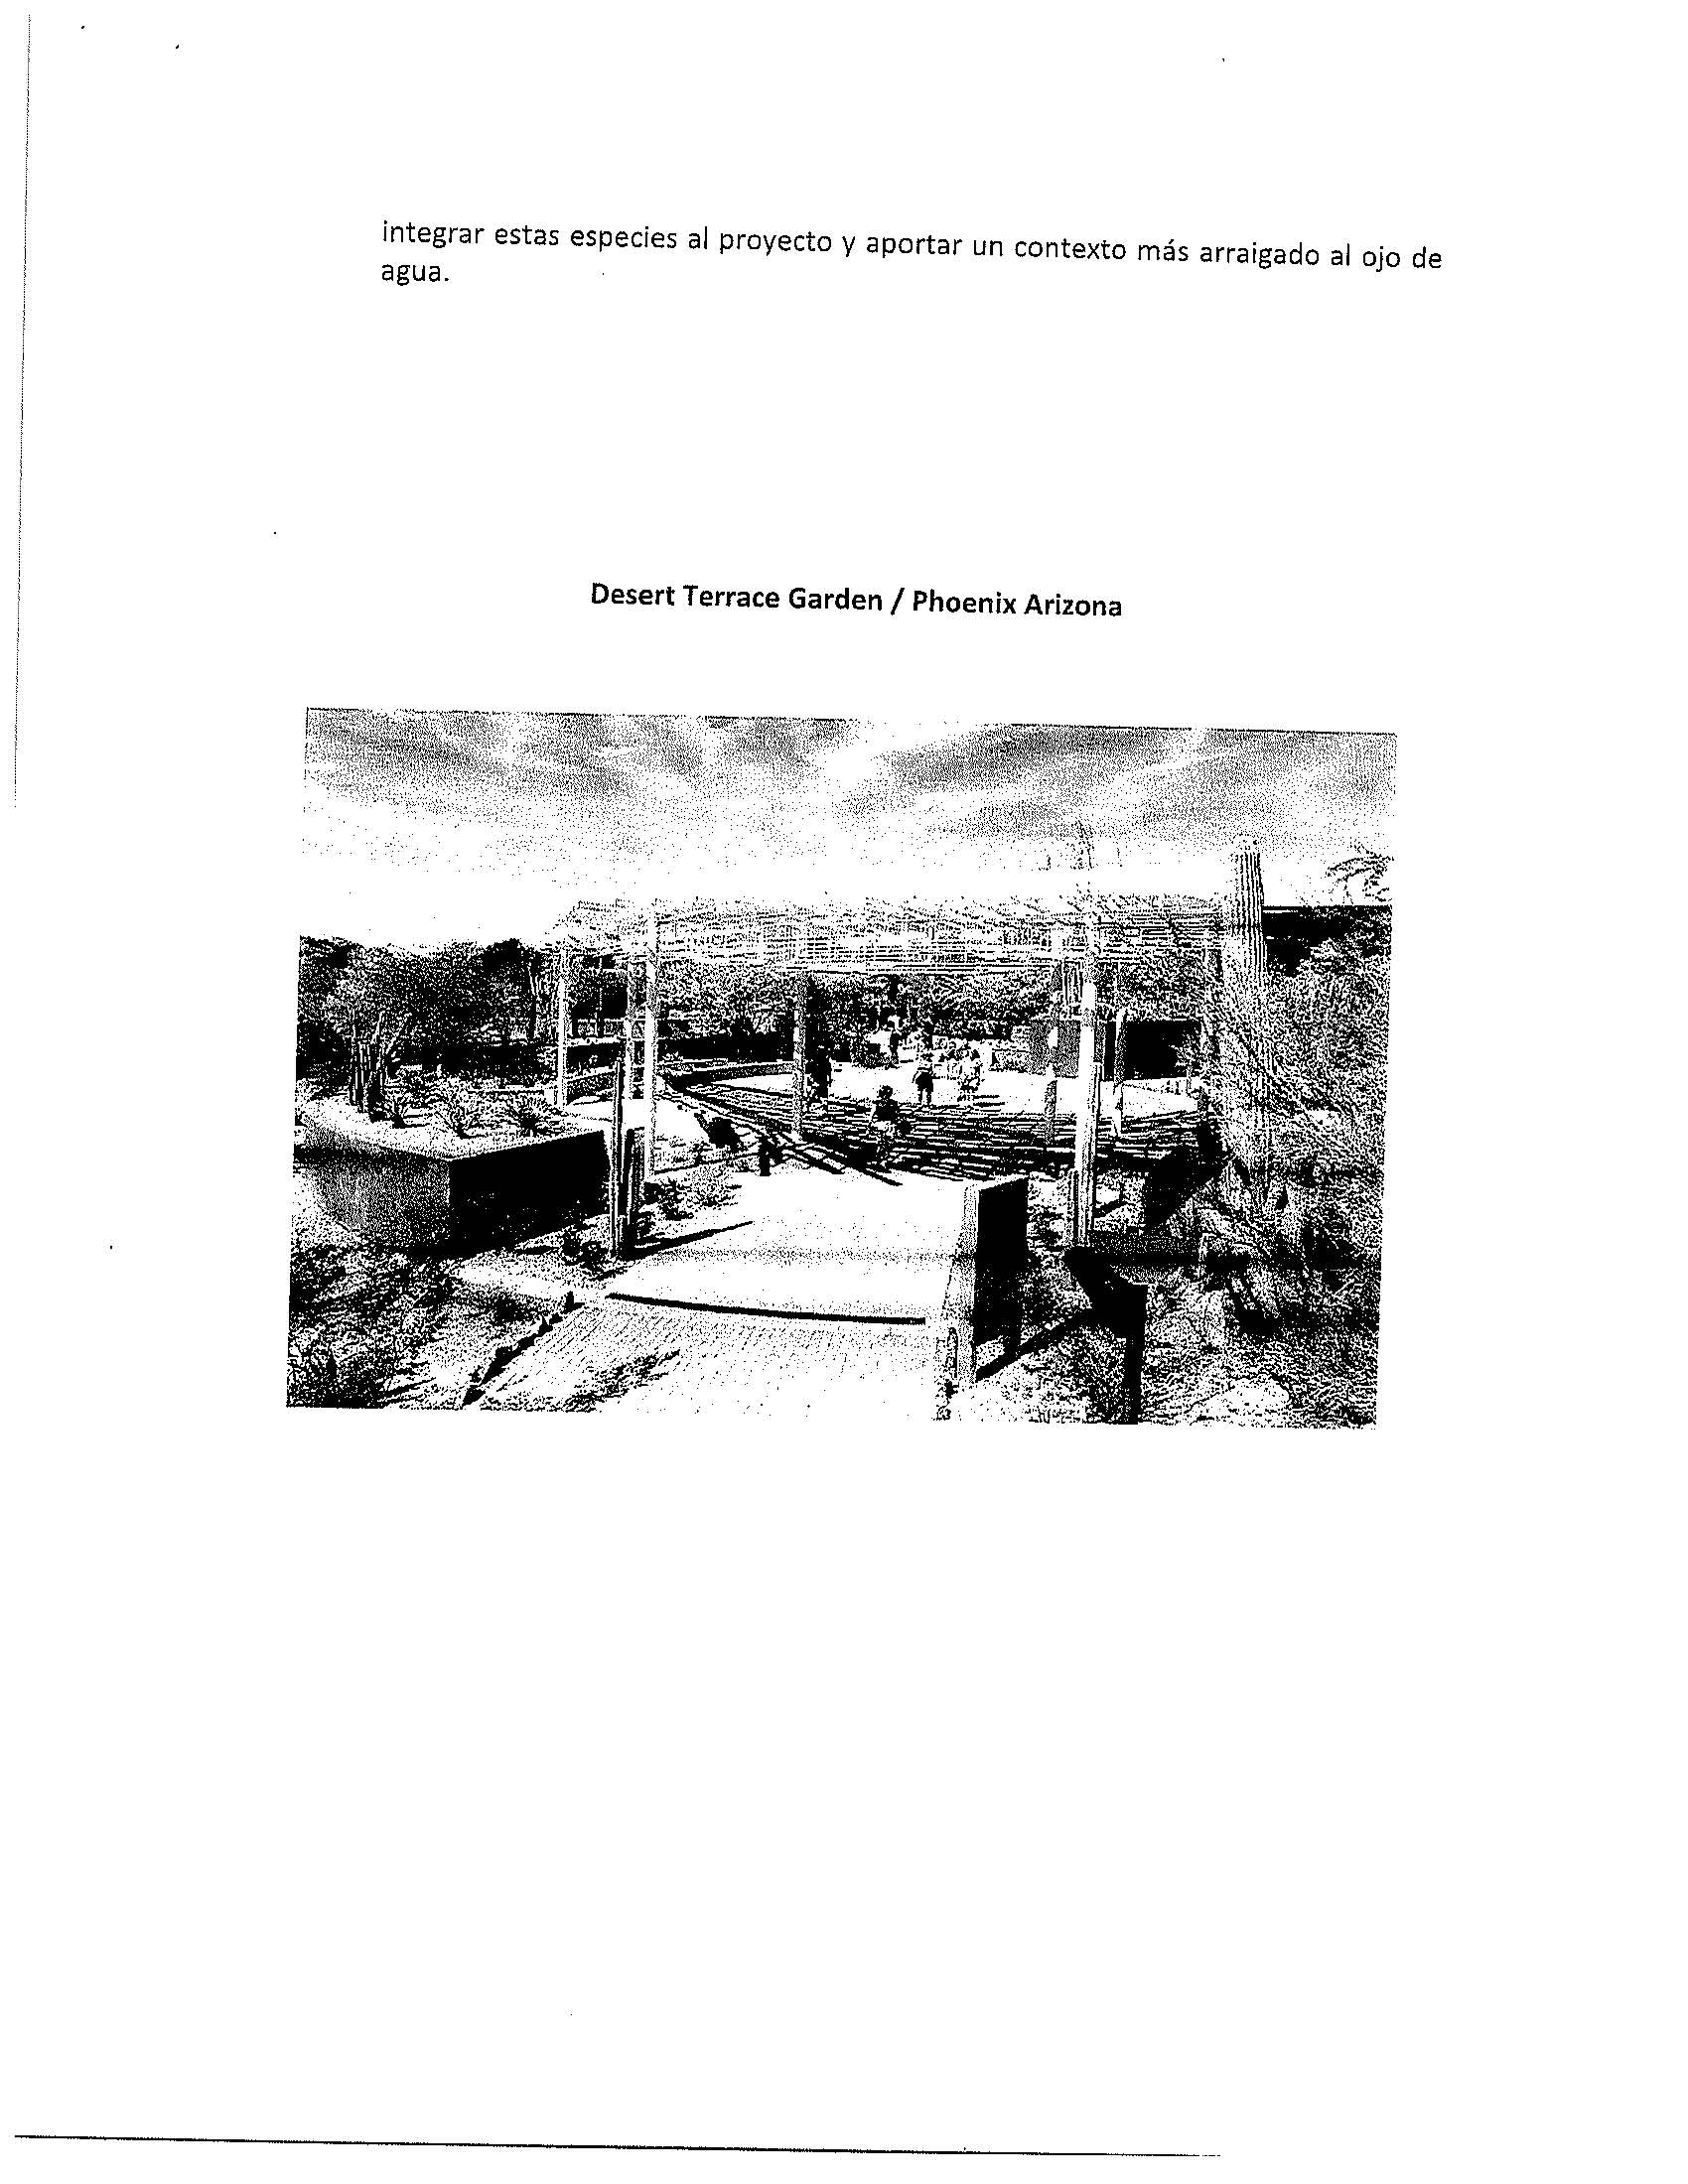 integrar estas especies al proyecto y aportar un contexto más arraigado al ojo de
agua.
Desert Terrace Garden / Phoenix Arizona